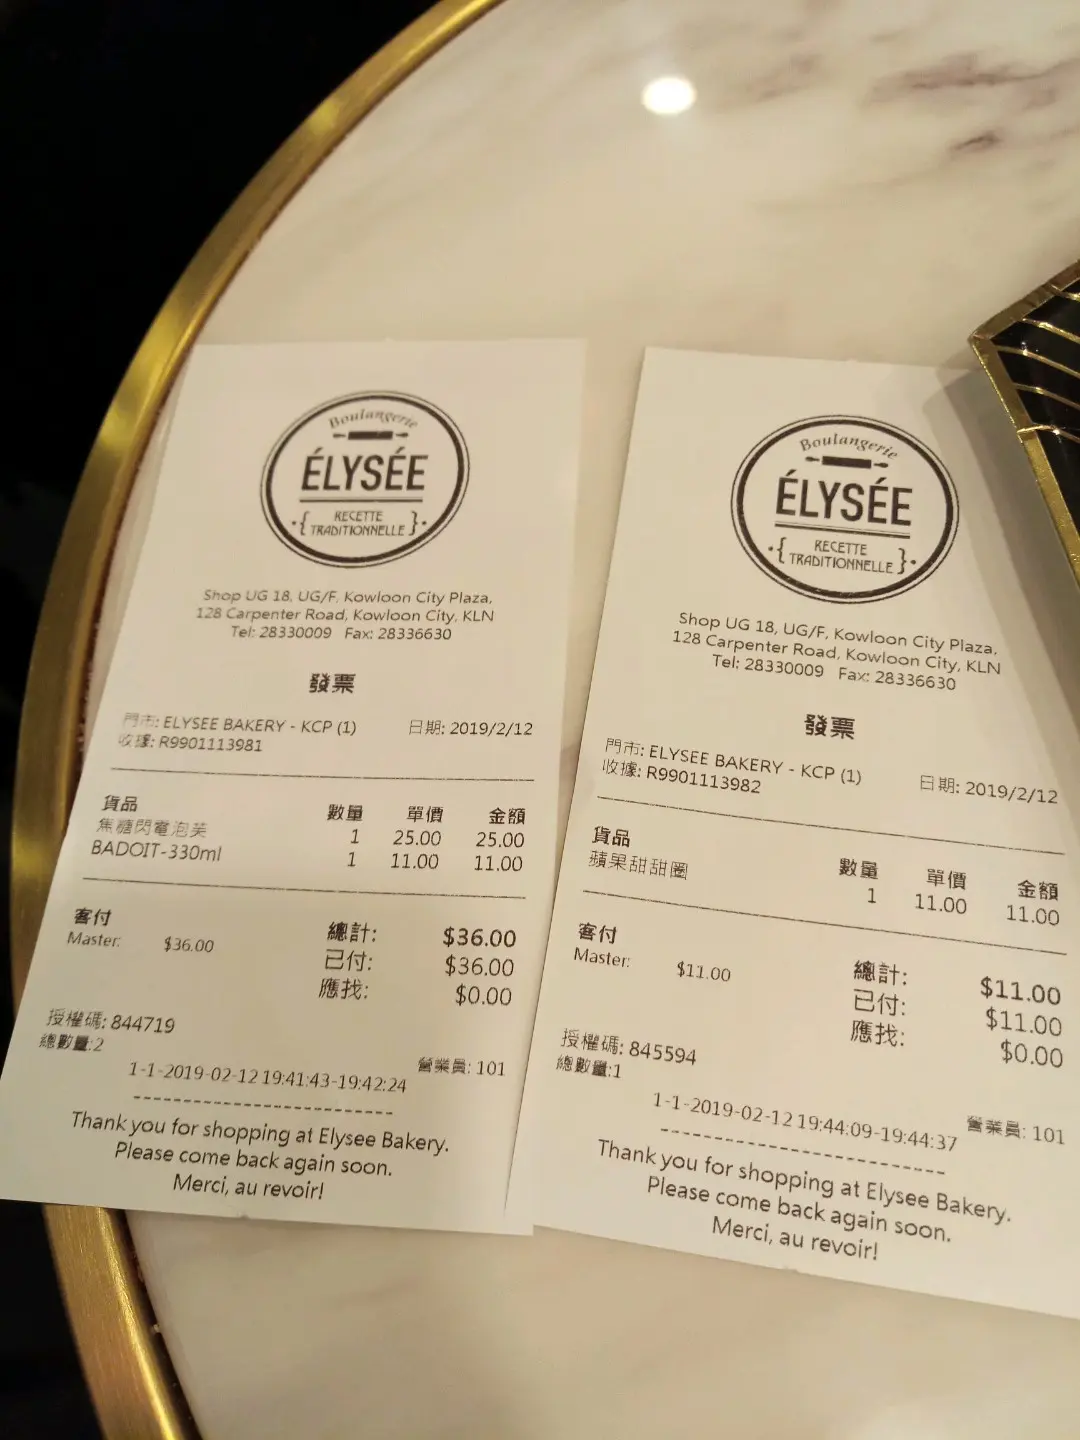 Boulangerie
ÉLYSÉE
RECETTE
TRADITIONNELLE
Shop UG 18, UG/F, Kowloon City Plaza,
128 Carpenter Road, Kowloon City, KLN
Tel: 28330009 Fax: 28336630
發票
門市: ELYSEE BAKERY - KCP (1) 日期: 2019/2/12
收據: R9901113981
貨品 數量 單價 金額
焦糖閃電泡芙 1 25.00 25.00
BADOIT-330ml 1 11.00 11.00
客付 總計: $36.00
Master: $36.00 已付: $36.00
應找: $0.00
授權碼: 844719
總數量:2 營業員: 101
1-1-2019-02-12 19:41:43-19:42:24
Thank you for shopping at Elysee Bakery.
Please come back again soon.
Merci, au revoir!
Boulangerie
ÉLYSÉE
RECETTE
TRADITIONNELLE
Shop UG 18, UG/F, Kowloon City Plaza,
128 Carpenter Road, Kowloon City, KLN
Tel: 28330009 Fax: 28336630
發票
門市: ELYSEE BAKERY - KCP (1) 日期: 2019/2/12
收據: R9901113982
貨品 數量 單價 金額
蘋果甜甜圈 1 11.00 11.00
客付 總計: $11.00
Master: $11.00 已付: $11.00
應找: $0.00
授權碼: 845594
總數量:1 營業員: 101
1-1-2019-02-12 19:44:09-19:44:37
Thank you for shopping at Elysee Bakery.
Please come back again soon.
Merci, au revoir!